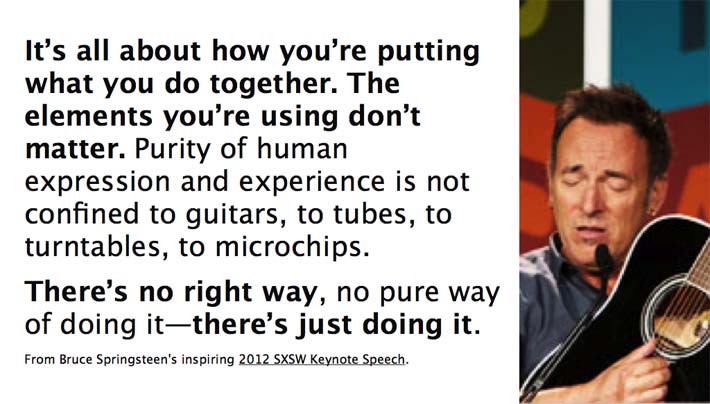 It’s all about how you’re putting
what you do together. The
elements you’re using don’t
matter. Purity of human
expression and experience is not
confined to guitars, to tubes, to
turntables, to microchips.
There’s no right way, no pure way
of doing it—there’s just doing it.
From Bruce Springsteen's inspiring 2012 SXSW Keynote Speech.